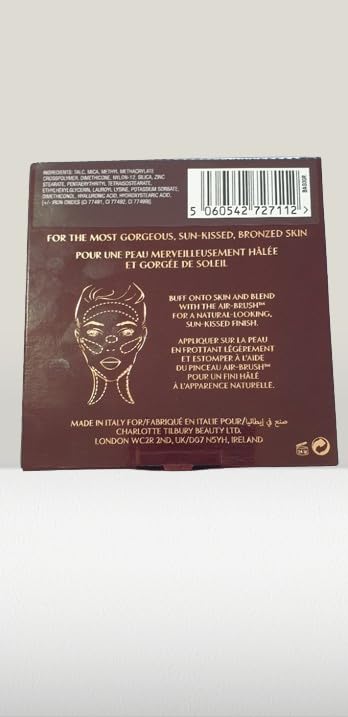 INGREDIENTS: TALC, MICA, METHYL METHACRYLATE
CROSSPOLYMER, DIMETHICONE, NYLON-12, SILICA, ZINC
STEARATE, PENTAERYTHRITYL TETRAISOSTEARATE,
ETHYLHEXYLGLYCERIN, LAUROYL LYSINE, POTASSIUM SORBATE,
DIMETHICONOL, HYALURONIC ACID, HYDROXYSTEARIC ACID,
[+/- IRON OXIDES (CI 77491, CI 77492, CI 77499)]
5 060542 727112 >
FOR THE MOST GORGEOUS, SUN-KISSED, BRONZED SKIN
POUR UNE PEAU MERVEILLEUSEMENT HÂLÉE
ET GORGÉE DE SOLEIL
BUFF ONTO SKIN AND BLEND
WITH THE AIR-BRUSH™
FOR A NATURAL-LOOKING,
SUN-KISSED FINISH.
APPLIQUER SUR LA PEAU
EN FROTTANT LÉGÈREMENT
ET ESTOMPER À L'AIDE
DU PINCEAU AIR-BRUSH™
POUR UN FINI HÂLÉ
À L'APPARENCE NATURELLE.
MADE IN ITALY FOR/FABRIQUÉ EN ITALIE POUR/صنع في إيطاليا
CHARLOTTE TILBURY BEAUTY LTD.
LONDON WC2R 2ND, UK/D07 N5YH, IRELAND